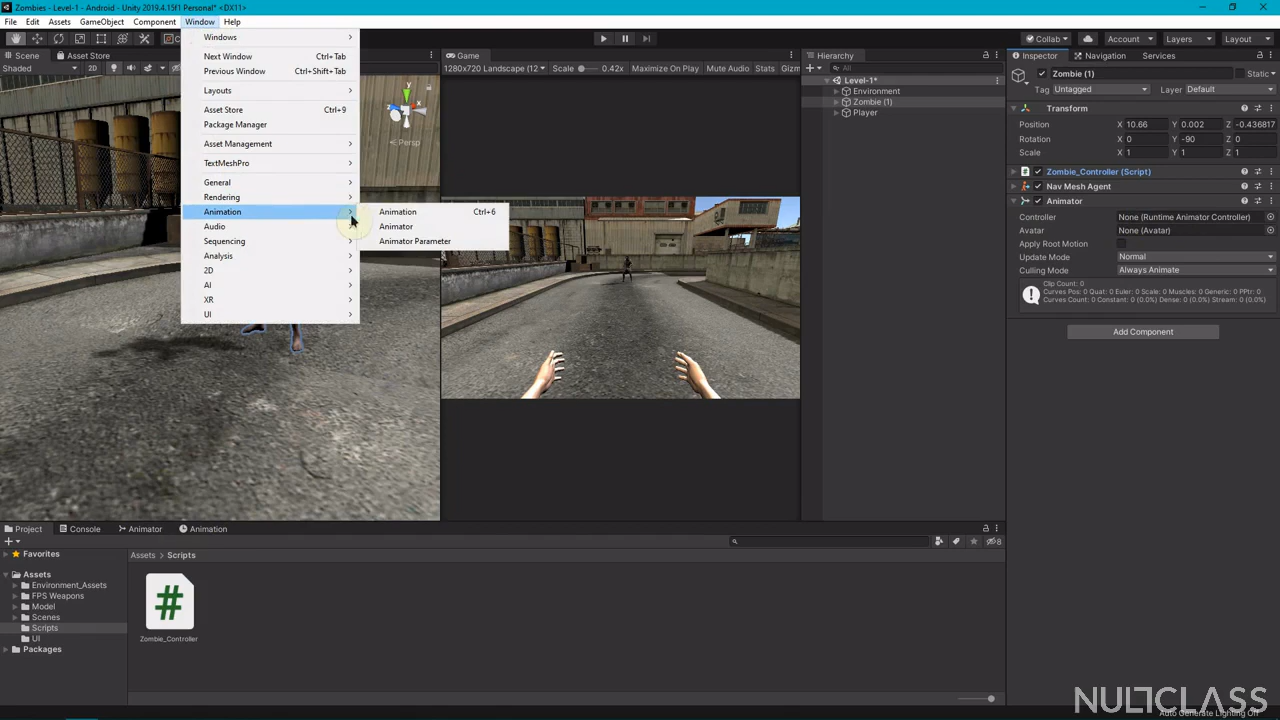 Zombies - Level-1 - Android - Unity 2019.4.15f1 Personal* <DX11>
File Edit Assets GameObject Component Window Help
Collab Account Layers Layout
Scene Asset Store
Shaded 2D
Windows
Next Window Ctrl+Tab
Previous Window Ctrl+Shift+Tab
Layouts
Asset Store Ctrl+9
Package Manager
Asset Management
TextMeshPro
General
Rendering
Animation
Audio
Sequencing
Analysis
2D
AI
XR
UI
Animation Ctrl+6
Animator
Animator Parameter
Persp
Game
1280x720 Landscape (12 Scale 0.42x Maximize On Play Mute Audio Stats Gizm
Hierarchy
All
Level-1*
Environment
Zombie (1)
Player
Inspector Navigation Services
Zombie (1) Static
Tag Untagged Layer Default
Transform
Position X 10.66 Y 0.002 Z -0.436817
Rotation X 0 Y -90 Z 0
Scale X 1 Y 1 Z 1
Zombie_Controller (Script)
Nav Mesh Agent
Animator
Controller None (Runtime Animator Controller)
Avatar None (Avatar)
Apply Root Motion
Update Mode Normal
Culling Mode Always Animate
Clip Count: 0
Curves Pos: 0 Quat: 0 Euler: 0 Scale: 0 Muscles: 0 Generic: 0 PPtr: 0
Curves Count: 0 Constant: 0 (0.0%) Dense: 0 (0.0%) Stream: 0 (0.0%)
Add Component
Project Console Animator Animation
8
Favorites
Assets
Environment_Assets
FPS Weapons
Model
Scenes
Scripts
UI
Packages
Assets > Scripts
#
Zombie_Controller
NULLCLASS
Auto Generate Lighting Off